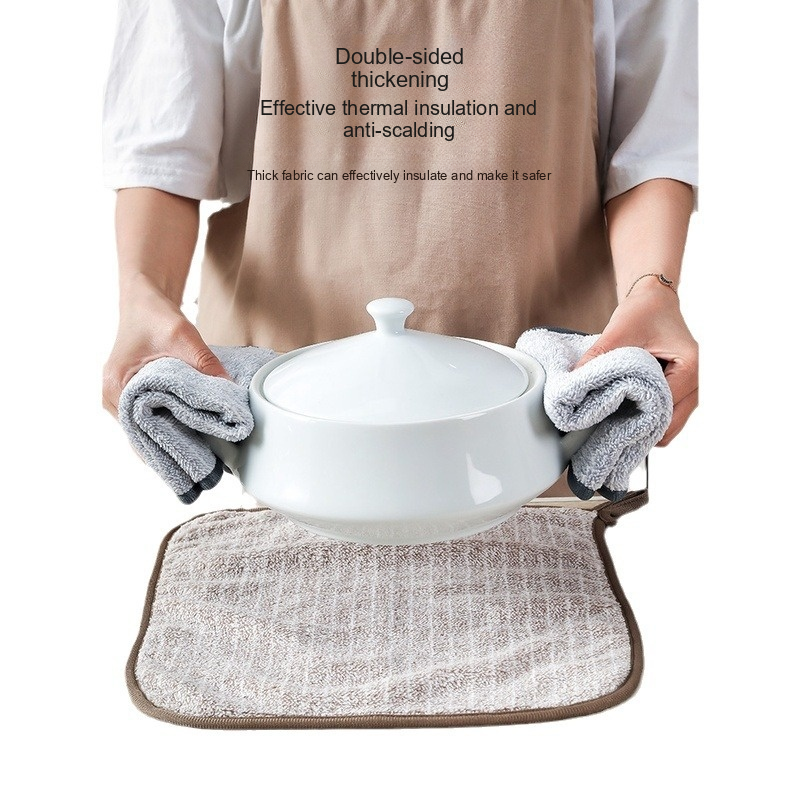 Double-sided
thickening
Effective thermal insulation and
anti-scalding
Thick fabric can effectively insulate and make it safer